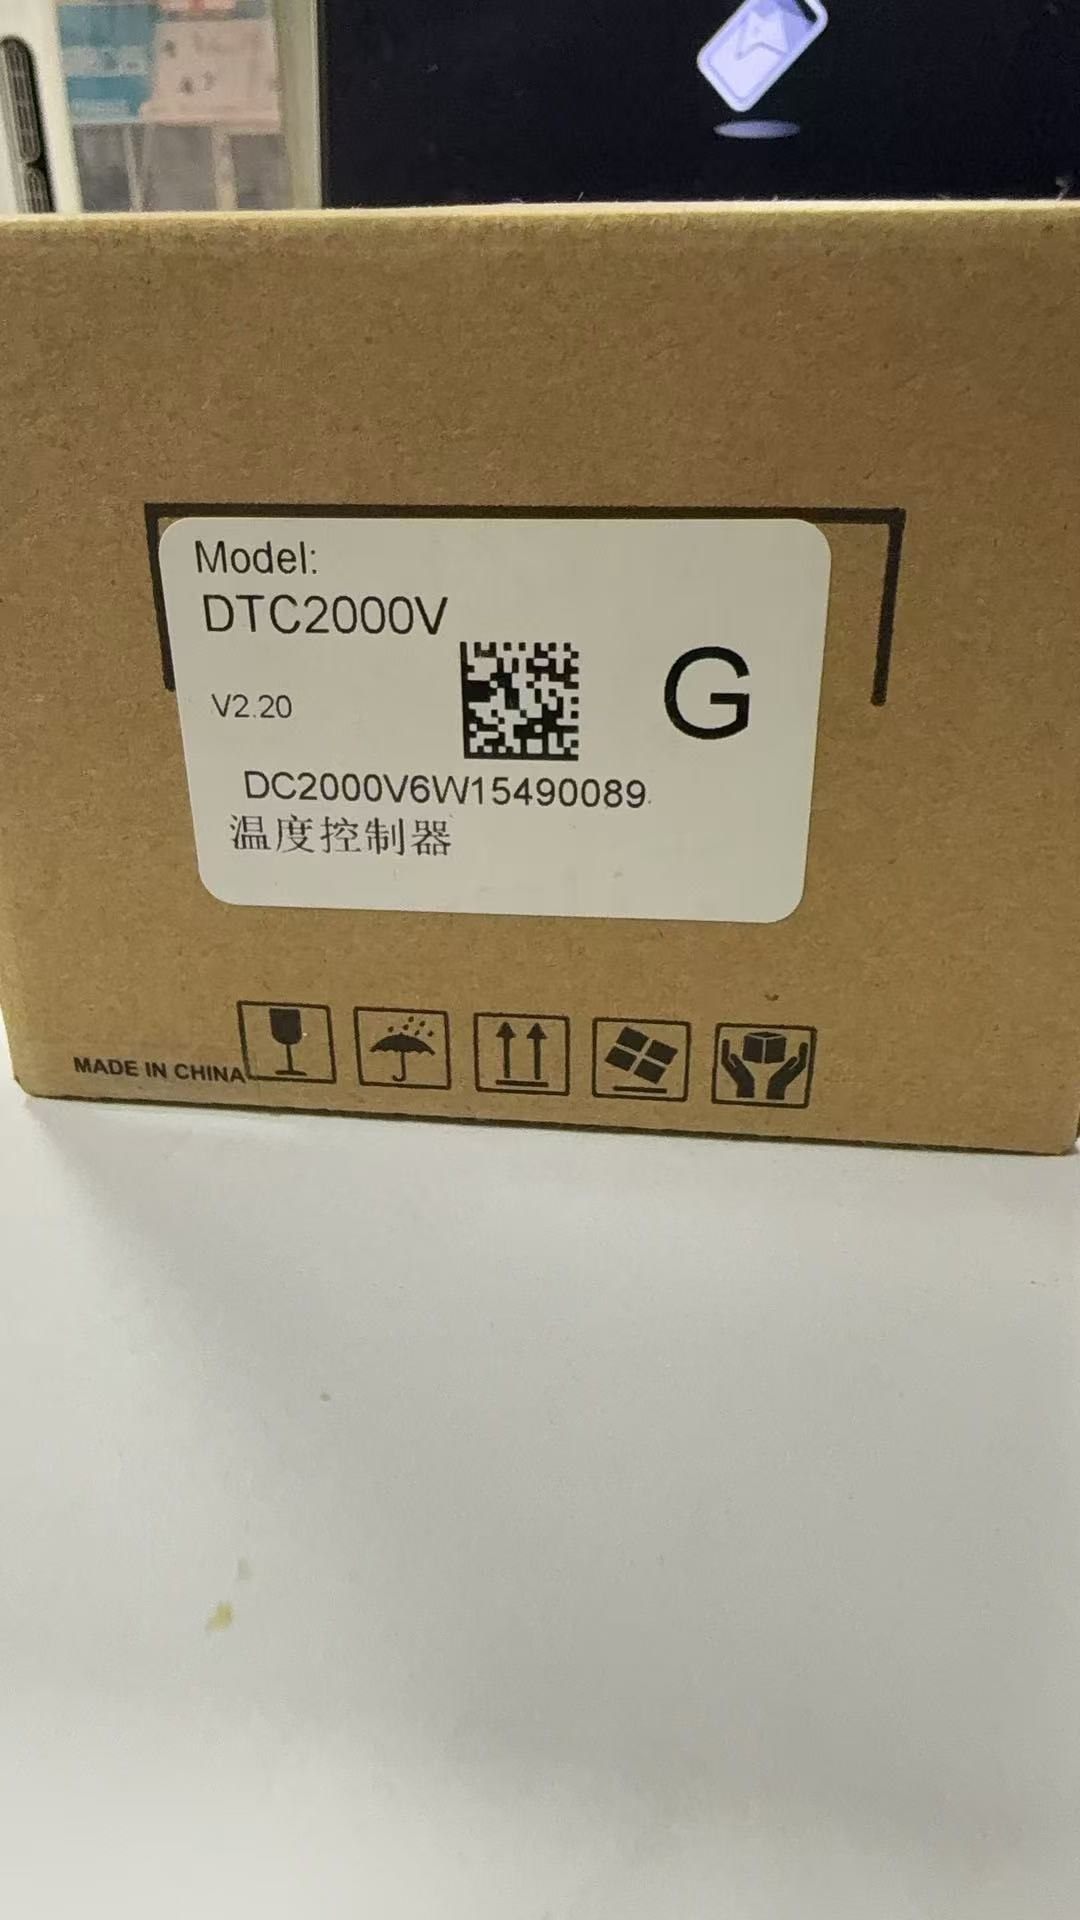 Model:
DTC2000V
V2.20
G
DC2000V6W15490089
温度控制器
MADE IN CHINA